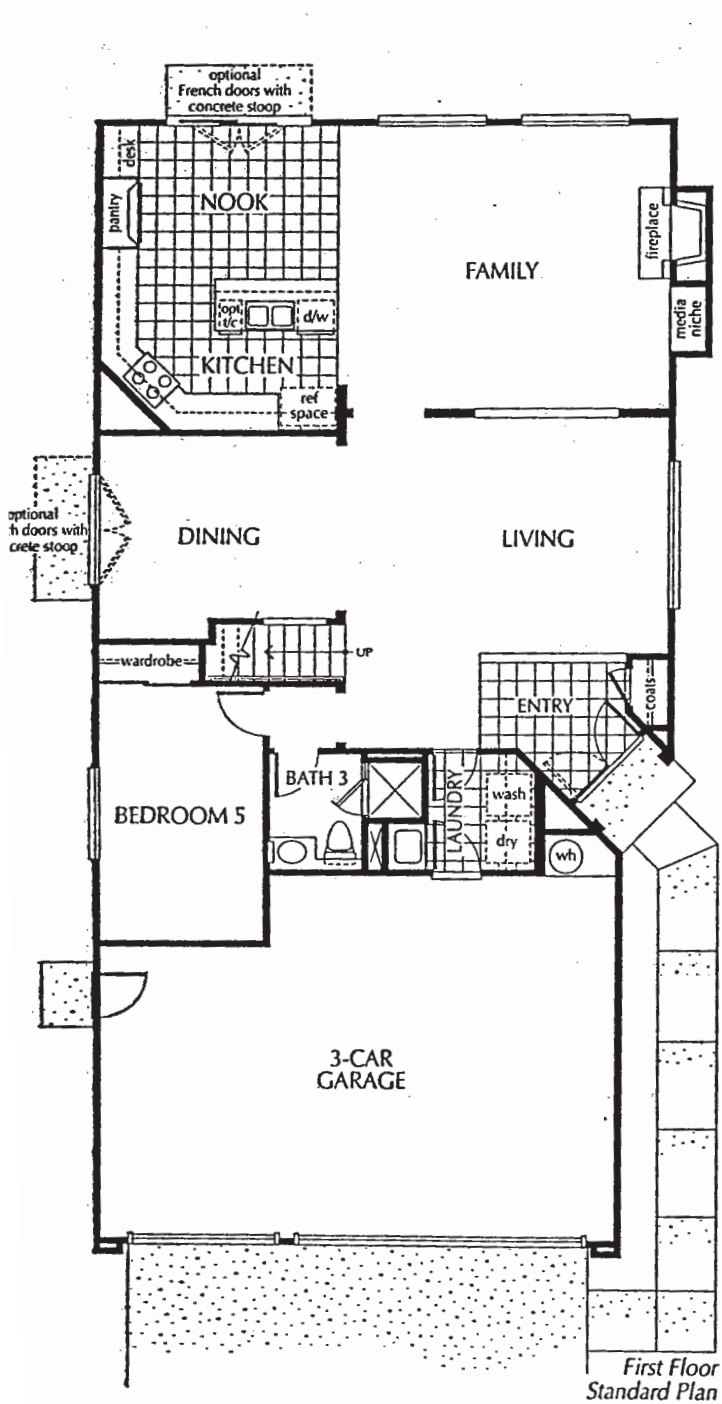 optional
French doors with
concrete stoop
desk
NOOK
pantry
fireplace
FAMILY
media
niche
opt
t/c
d/w
KITCHEN
ref
space
optional
ch doors with
crete stoop
DINING
LIVING
wardrobe
UP
coats
ENTRY
BATH 3
LAUNDRY
wash
BEDROOM 5
dry
wh
3-CAR
GARAGE
First Floor
Standard Plan